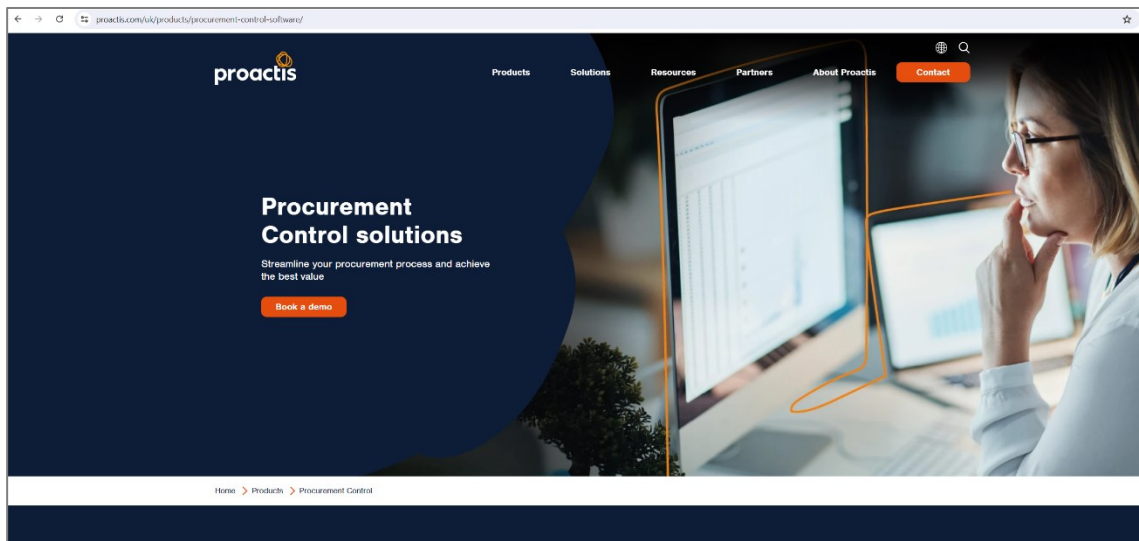 proactis.com/uk/products/procurement-control-software/
proactis
Products Solutions Resources Partners About Proactis Contact
Procurement
Control solutions
Streamline your procurement process and achieve
the best value
Book a demo
Home > Products > Procurement Control